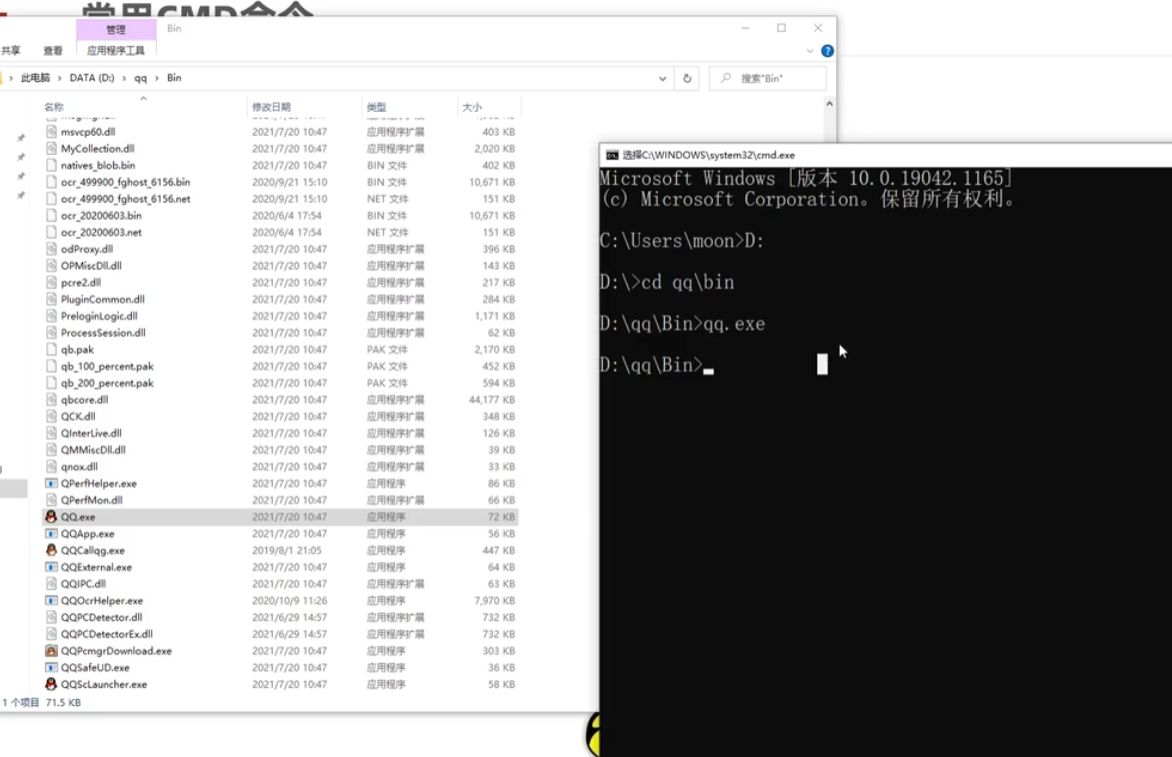 常用CMD命令
管理
Bin
共享
查看
应用程序工具
此电脑 › DATA (D:) › qq › Bin
搜索"Bin"
名称 修改日期 类型 大小
msvcp60.dll 2021/7/20 10:47 应用程序扩展 403 KB
MyCollection.dll 2021/7/20 10:47 应用程序扩展 2,020 KB
natives_blob.bin 2021/7/20 10:47 BIN 文件 402 KB
ocr_499900_fghost_6156.bin 2020/9/21 15:10 BIN 文件 10,671 KB
ocr_499900_fghost_6156.net 2020/9/21 15:10 NET 文件 151 KB
ocr_20200603.bin 2020/6/4 17:54 BIN 文件 10,671 KB
ocr_20200603.net 2020/6/4 17:54 NET 文件 151 KB
odProxy.dll 2021/7/20 10:47 应用程序扩展 396 KB
OPMiscDll.dll 2021/7/20 10:47 应用程序扩展 143 KB
pcre2.dll 2021/7/20 10:47 应用程序扩展 217 KB
PluginCommon.dll 2021/7/20 10:47 应用程序扩展 284 KB
PreloginLogic.dll 2021/7/20 10:47 应用程序扩展 1,171 KB
ProcessSession.dll 2021/7/20 10:47 应用程序扩展 62 KB
qb.pak 2021/7/20 10:47 PAK 文件 2,170 KB
qb_100_percent.pak 2021/7/20 10:47 PAK 文件 452 KB
qb_200_percent.pak 2021/7/20 10:47 PAK 文件 594 KB
qbcore.dll 2021/7/20 10:47 应用程序扩展 44,177 KB
QCK.dll 2021/7/20 10:47 应用程序扩展 348 KB
QInterLive.dll 2021/7/20 10:47 应用程序扩展 126 KB
QMMiscDll.dll 2021/7/20 10:47 应用程序扩展 39 KB
qnox.dll 2021/7/20 10:47 应用程序扩展 33 KB
QPerfHelper.exe 2021/7/20 10:47 应用程序 86 KB
QPerfMon.dll 2021/7/20 10:47 应用程序扩展 66 KB
QQ.exe 2021/7/20 10:47 应用程序 72 KB
QQApp.exe 2021/7/20 10:47 应用程序 56 KB
QQCallqg.exe 2019/8/1 21:05 应用程序 447 KB
QQExternal.exe 2021/7/20 10:47 应用程序 64 KB
QQIPC.dll 2021/7/20 10:47 应用程序扩展 63 KB
QQOcrHelper.exe 2020/10/9 11:26 应用程序 7,970 KB
QQPCDetector.dll 2021/6/29 14:57 应用程序扩展 732 KB
QQPCDetectorEx.dll 2021/6/29 14:57 应用程序扩展 732 KB
QQPcmgrDownload.exe 2021/7/20 10:47 应用程序 303 KB
QQSafeUD.exe 2021/7/20 10:47 应用程序 36 KB
QQScLauncher.exe 2021/7/20 10:47 应用程序 58 KB
1 个项目 71.5 KB
选择C:\WINDOWS\system32\cmd.exe
Microsoft Windows [版本 10.0.19042.1165]
(c) Microsoft Corporation。保留所有权利。
C:\Users\moon>D:
D:\>cd qq\bin
D:\qq\Bin>qq.exe
D:\qq\Bin>